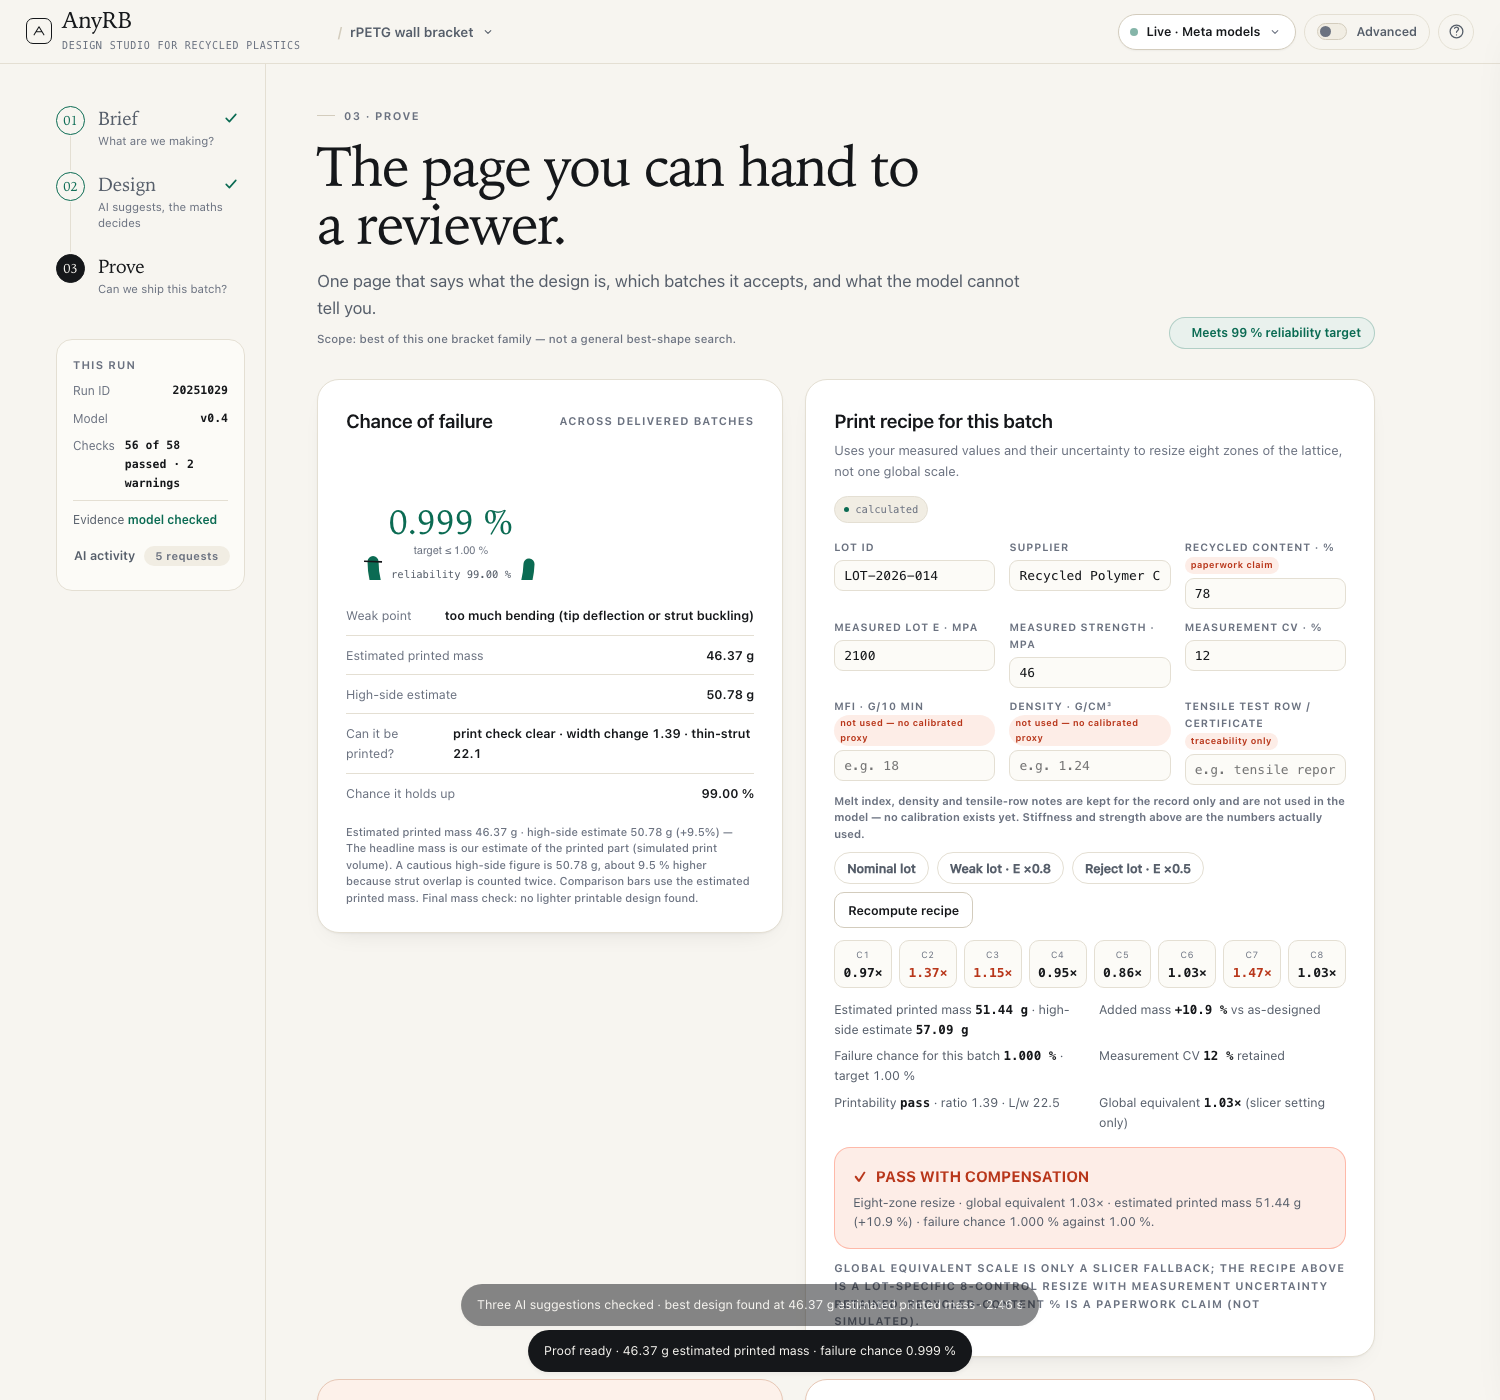 AnyRB
DESIGN STUDIO FOR RECYCLED PLASTICS
/ rPETG wall bracket
Live · Meta models
Advanced
01
Brief
What are we making?
02
Design
AI suggests, the maths
decides
03
Prove
Can we ship this batch?
THIS RUN
Run ID 20251029
Model v0.4
Checks 56 of 58
passed · 2
warnings
Evidence model checked
AI activity 5 requests
03 · PROVE
The page you can hand to
a reviewer.
One page that says what the design is, which batches it accepts, and what the model cannot
tell you.
Scope: best of this one bracket family — not a general best-shape search.
Meets 99 % reliability target
Chance of failure
ACROSS DELIVERED BATCHES
0.999 %
target ≤ 1.00 %
reliability 99.00 %
Weak point too much bending (tip deflection or strut buckling)
Estimated printed mass 46.37 g
High-side estimate 50.78 g
Can it be
printed?
print check clear · width change 1.39 · thin-strut
22.1
Chance it holds up 99.00 %
Estimated printed mass 46.37 g · high-side estimate 50.78 g (+9.5%) —
The headline mass is our estimate of the printed part (simulated print
volume). A cautious high-side figure is 50.78 g, about 9.5 % higher
because strut overlap is counted twice. Comparison bars use the estimated
printed mass. Final mass check: no lighter printable design found.
Print recipe for this batch
Uses your measured values and their uncertainty to resize eight zones of the lattice,
not one global scale.
calculated
LOT ID
LOT-2026-014
SUPPLIER
Recycled Polymer C
RECYCLED CONTENT · %
paperwork claim
78
MEASURED LOT E · MPA
2100
MEASURED STRENGTH ·
MPA
46
MEASUREMENT CV · %
12
MFI · G/10 MIN
not used — no calibrated
proxy
e.g. 18
DENSITY · G/CM³
not used — no calibrated
proxy
e.g. 1.24
TENSILE TEST ROW /
CERTIFICATE
traceability only
e.g. tensile repor
Melt index, density and tensile-row notes are kept for the record only and are not used in the
model — no calibration exists yet. Stiffness and strength above are the numbers actually
used.
Nominal lot
Weak lot · E ×0.8
Reject lot · E ×0.5
Recompute recipe
C1 C2 C3 C4 C5 C6 C7 C8
0.97× 1.37× 1.15× 0.95× 0.86× 1.03× 1.47× 1.03×
Estimated printed mass 51.44 g · high-
side estimate 57.09 g
Added mass +10.9 % vs as-designed
Failure chance for this batch 1.000 % ·
target 1.00 %
Measurement CV 12 % retained
Printability pass · ratio 1.39 · L/w 22.5
Global equivalent 1.03× (slicer setting
only)
PASS WITH COMPENSATION
Eight-zone resize · global equivalent 1.03× · estimated printed mass 51.44 g
(+10.9 %) · failure chance 1.000 % against 1.00 %.
GLOBAL EQUIVALENT SCALE IS ONLY A SLICER FALLBACK; THE RECIPE ABOVE
IS A LOT-SPECIFIC 8-CONTROL RESIZE WITH MEASUREMENT UNCERTAINTY
% IS A PAPERWORK CLAIM (NOT
SIMULATED).
Three AI suggestions checked · best design found at 46.37 g estimated printed mass · 2.46 s
Proof ready · 46.37 g estimated printed mass · failure chance 0.999 %